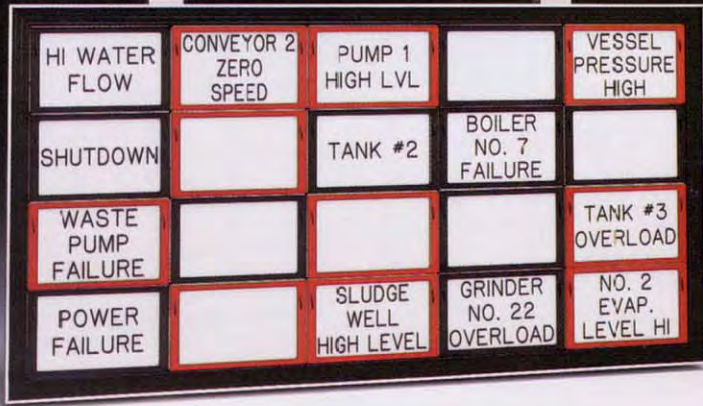 HI WATER
FLOW
CONVEYOR 2
ZERO
SPEED
PUMP 1
HIGH LVL
VESSEL
PRESSURE
HIGH
SHUTDOWN
TANK #2
BOILER
NO. 7
FAILURE
WASTE
PUMP
FAILURE
TANK #3
OVERLOAD
POWER
FAILURE
SLUDGE
WELL
HIGH LEVEL
GRINDER
NO. 22
OVERLOAD
NO. 2
EVAP.
LEVEL HI